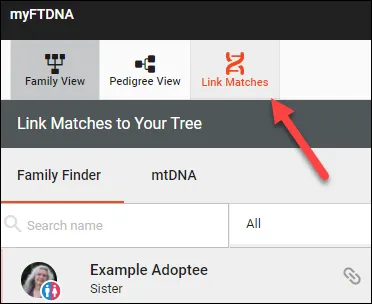 myFTDNA
Family View
Pedigree View
Link Matches
Link Matches to Your Tree
Family Finder
mtDNA
Search name
All
Example Adoptee
Sister